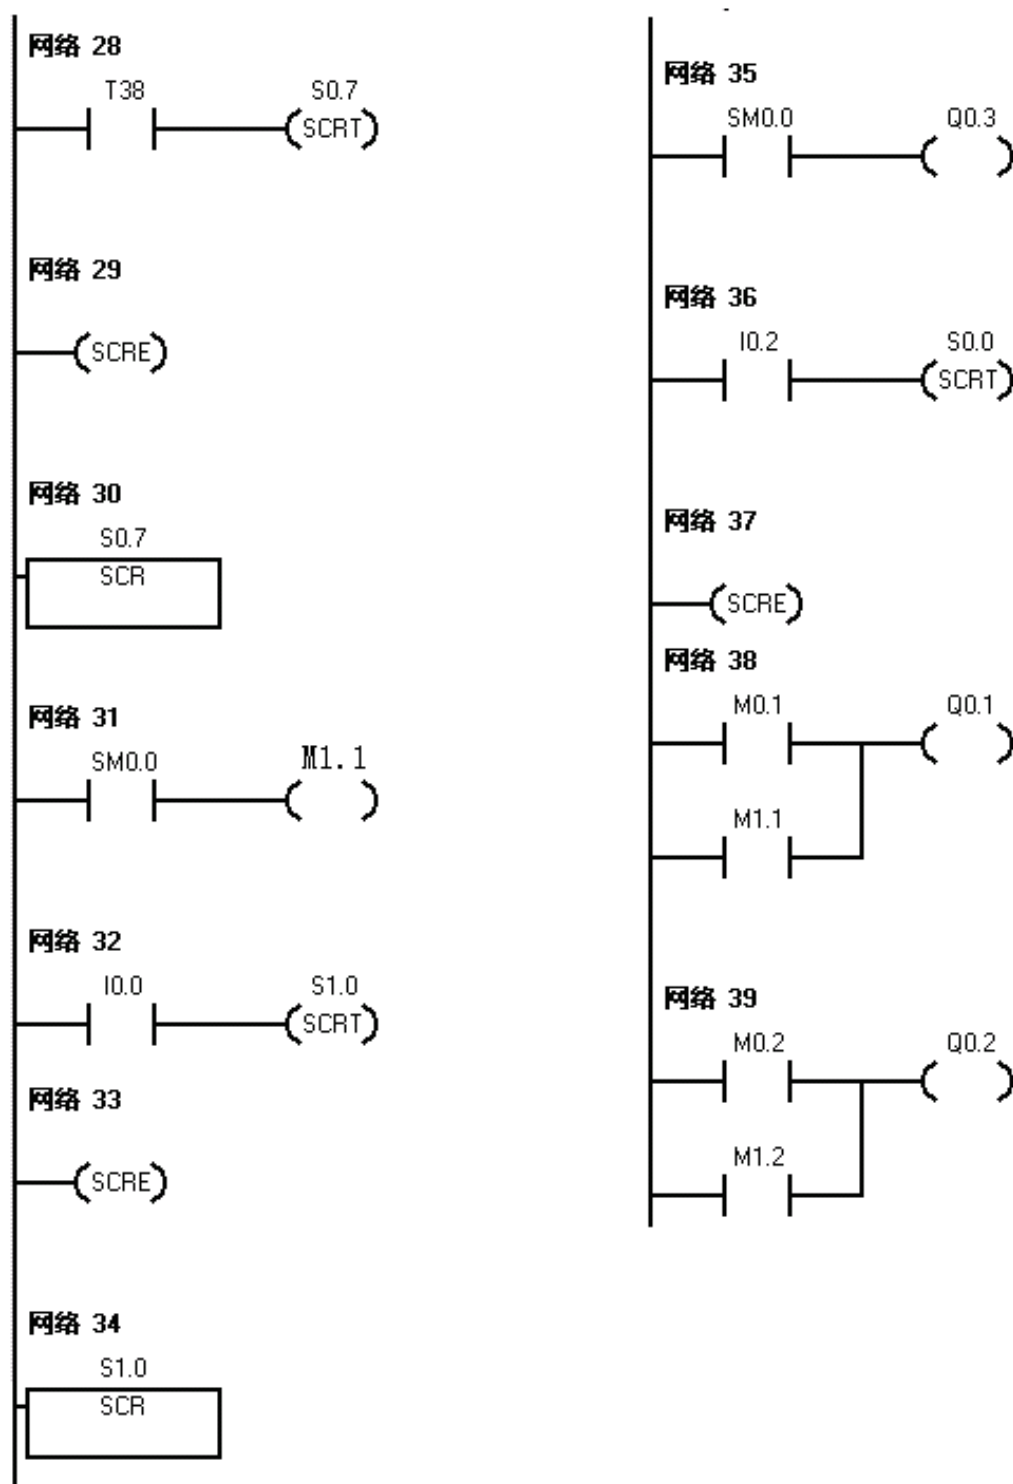 网络 28
T38 S0.7
SCRT
网络 29
SCRE
网络 30
S0.7
SCR
网络 31
SM0.0 M1.1
网络 32
I0.0 S1.0
SCRT
网络 33
SCRE
网络 34
S1.0
SCR
网络 35
SM0.0 Q0.3
网络 36
I0.2 S0.0
SCRT
网络 37
SCRE
网络 38
M0.1 Q0.1
M1.1
网络 39
M0.2 Q0.2
M1.2